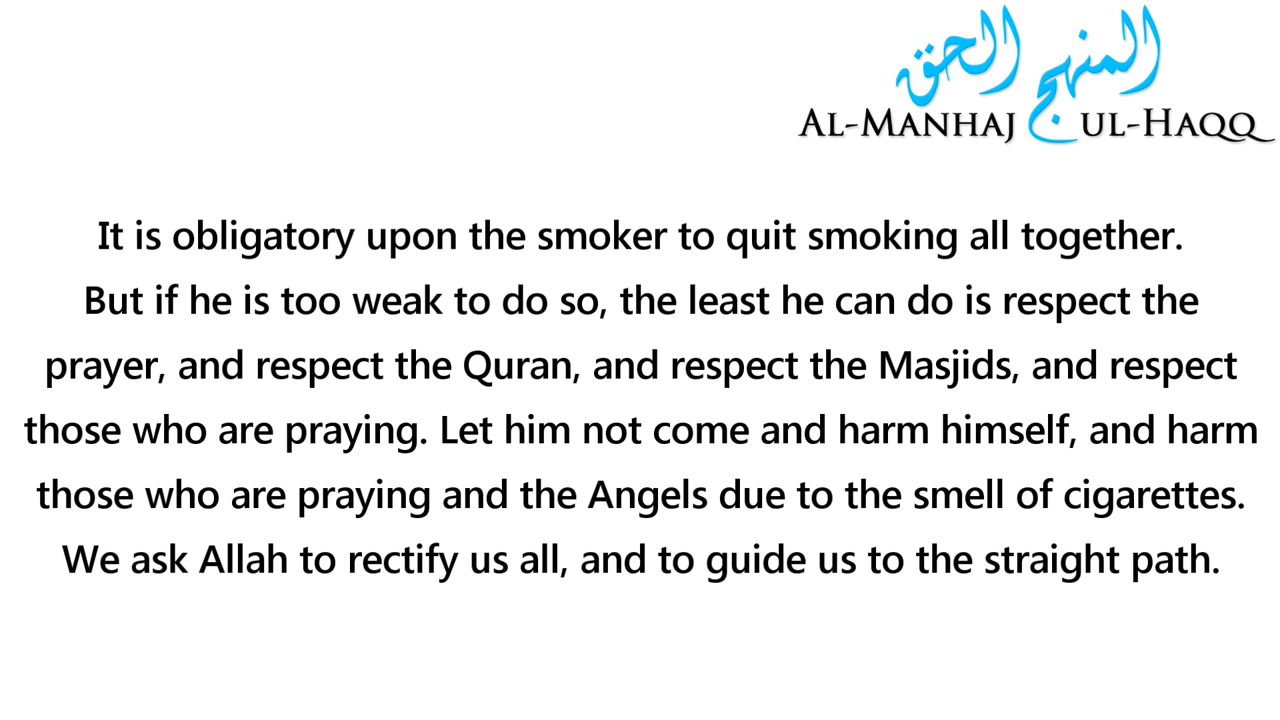 المنهج الحق
AL-MANHAJ UL-HAQQ
It is obligatory upon the smoker to quit smoking all together.
But if he is too weak to do so, the least he can do is respect the
prayer, and respect the Quran, and respect the Masjids, and respect
those who are praying. Let him not come and harm himself, and harm
those who are praying and the Angels due to the smell of cigarettes.
We ask Allah to rectify us all, and to guide us to the straight path.